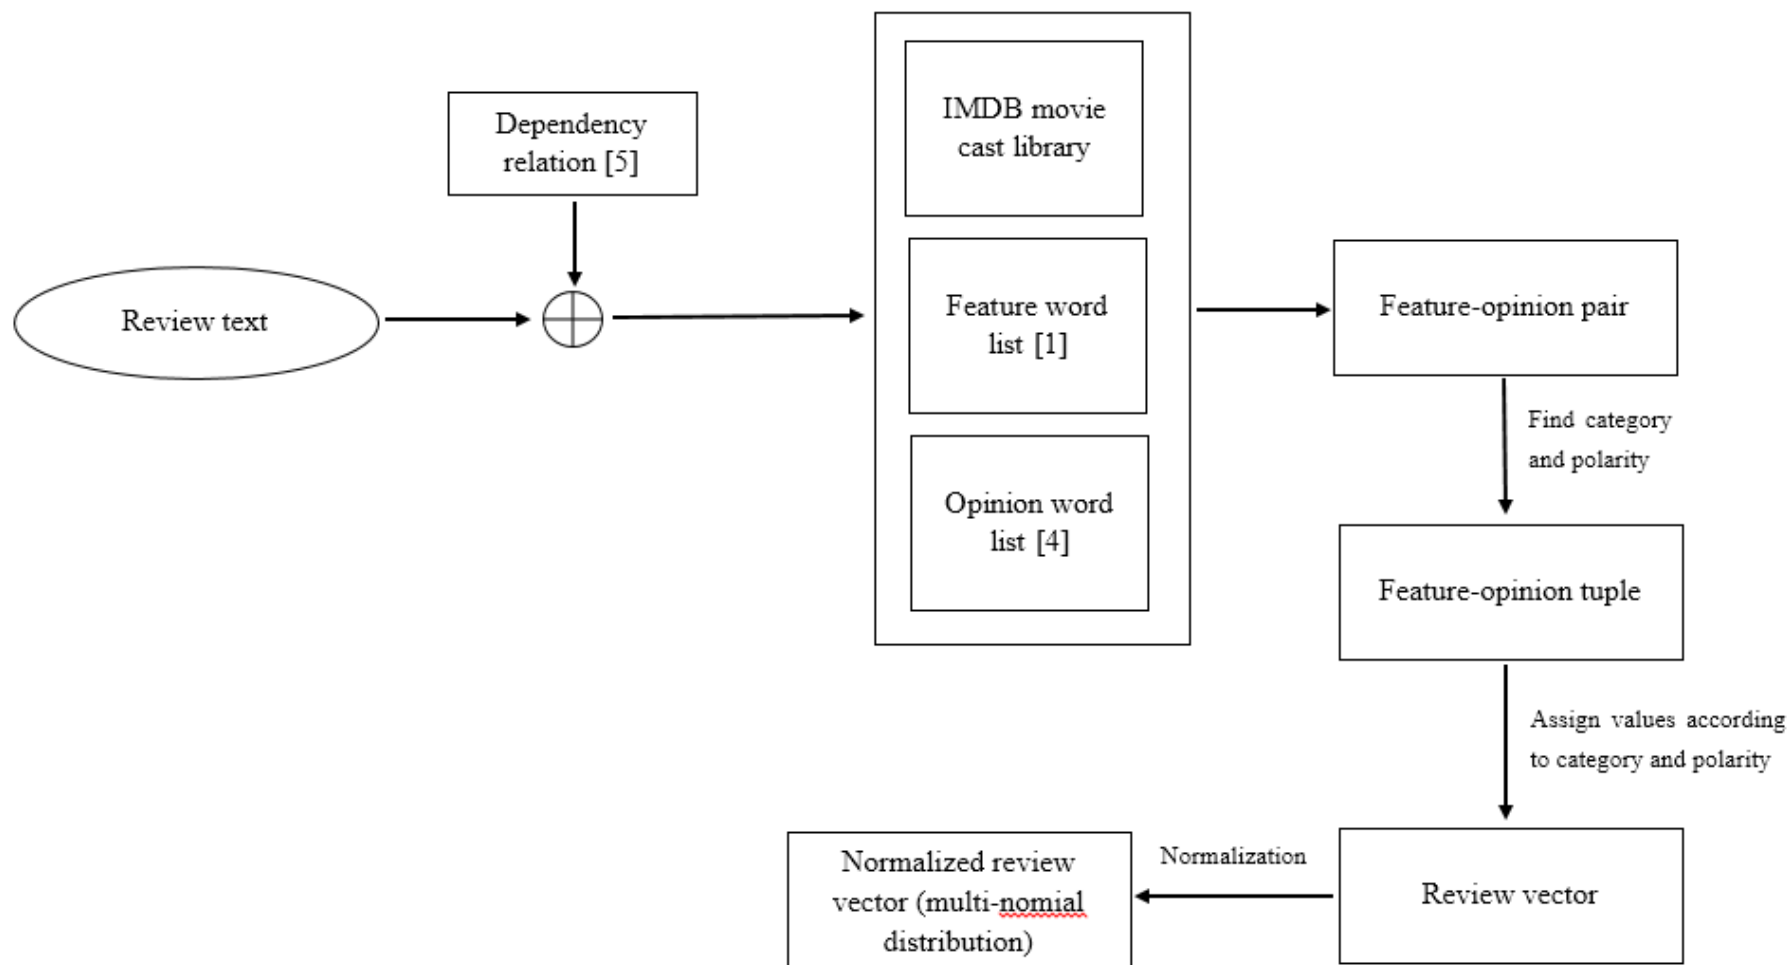 Dependency
relation [5]
IMDB movie
cast library
Review text
Feature word
list [1]
Opinion word
list [4]
Feature-opinion pair
Find category
and polarity
Feature-opinion tuple
Assign values according
to category and polarity
Review vector
Normalization
Normalized review
vector (multi-nomial
distribution)